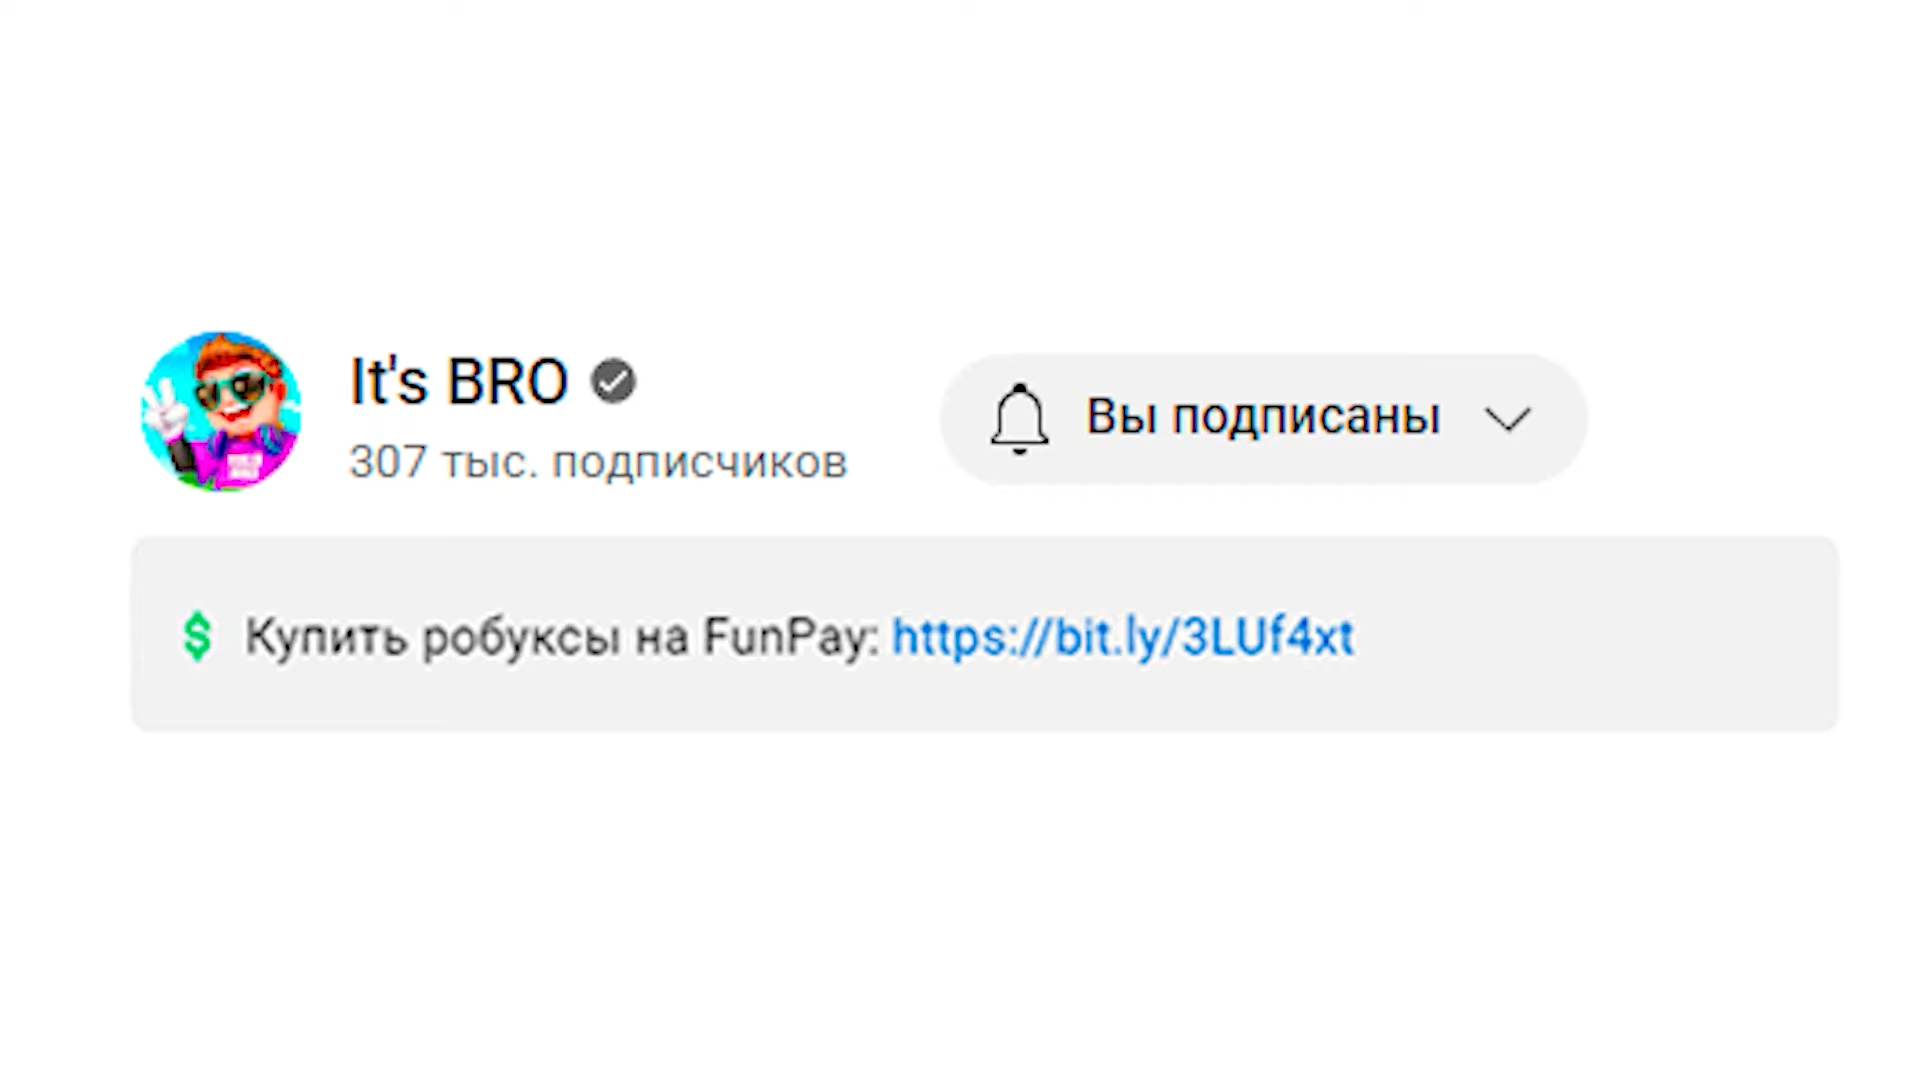 It's BRO
307 тыс. подписчиков
Вы подписаны
$ Купить робуксы на FunPay: https://bit.ly/3LUf4xt